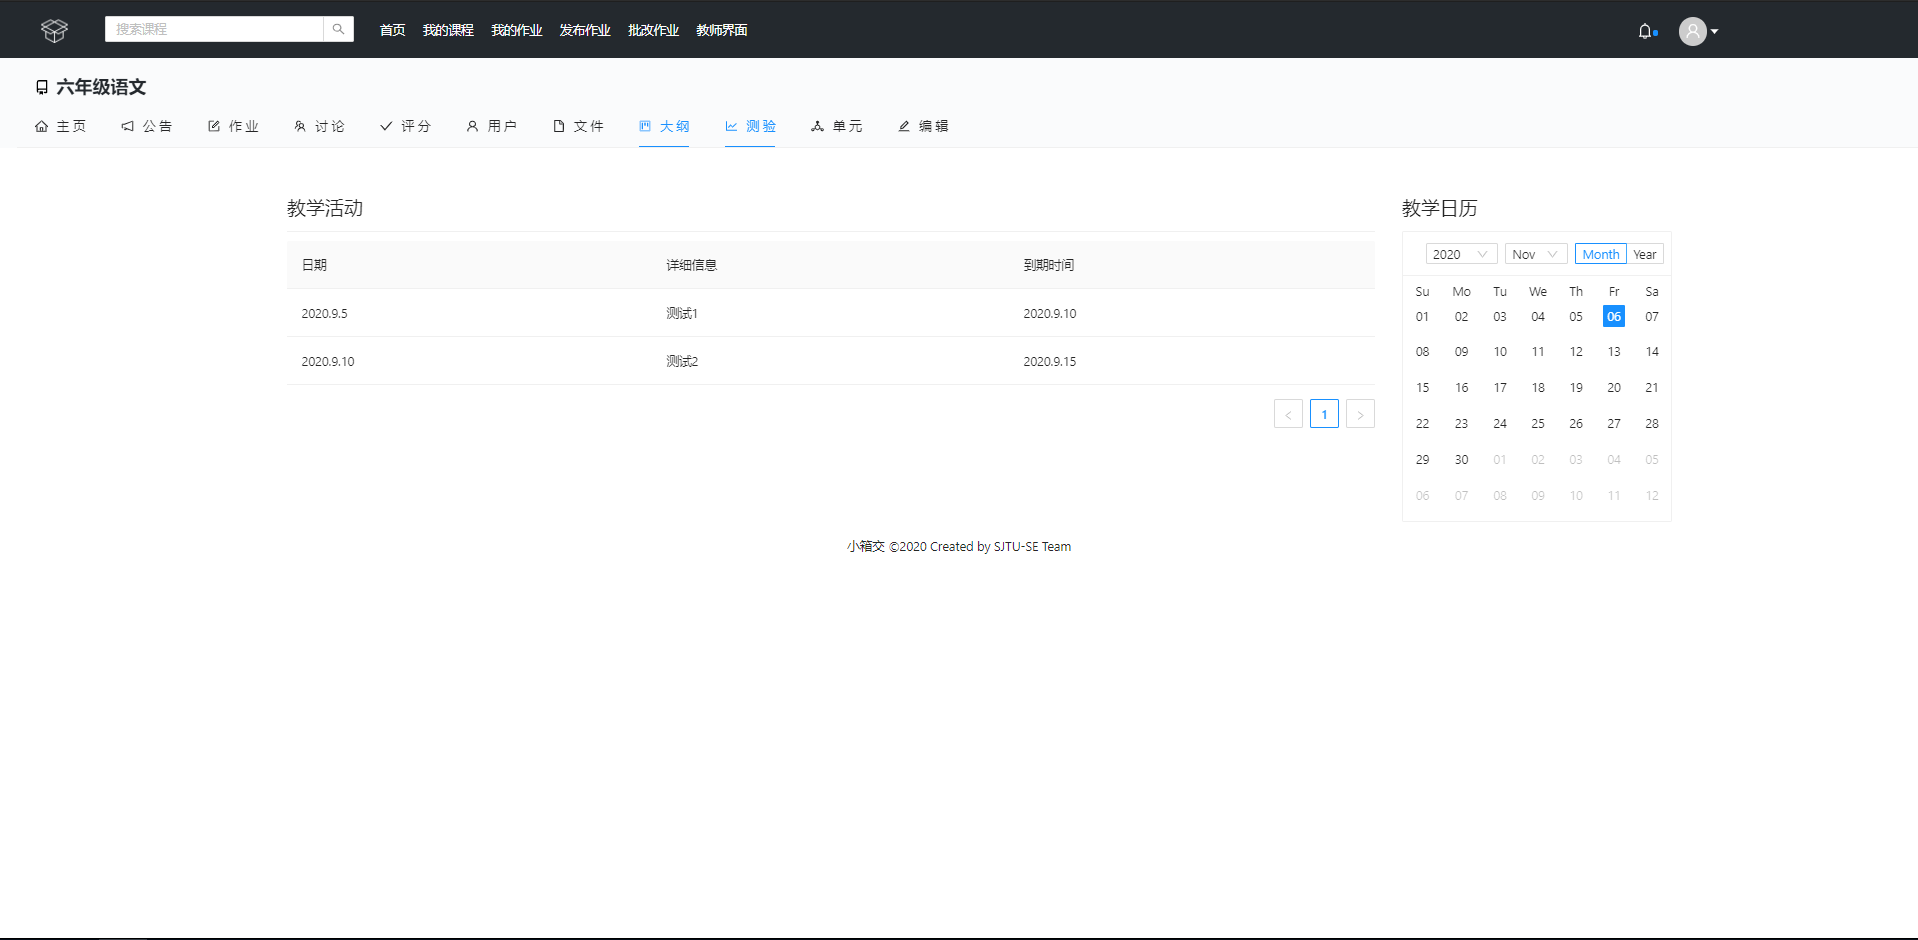 搜索课程 首页 我的课程 我的作业 发布作业 批改作业 教师界面
六年级语文
主页 公告 作业 讨论 评分 用户 文件 大纲 测验 单元 编辑
教学活动
日期 详细信息 到期时间
2020.9.5 测试1 2020.9.10
2020.9.10 测试2 2020.9.15
< 1 >
教学日历
2020 Nov Month Year
Su Mo Tu We Th Fr Sa
01 02 03 04 05 06 07
08 09 10 11 12 13 14
15 16 17 18 19 20 21
22 23 24 25 26 27 28
29 30 01 02 03 04 05
06 07 08 09 10 11 12
小箱交 ©2020 Created by SJTU-SE Team